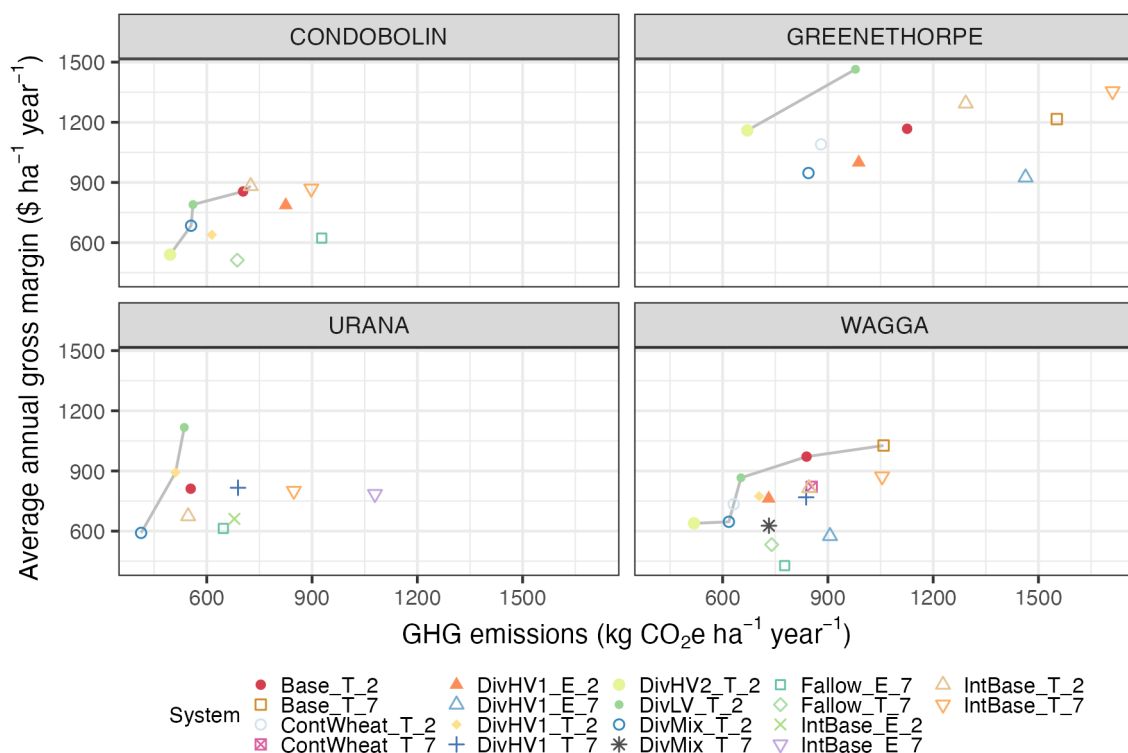 CONDOBOLIN GREENETHORPE
1500
1200
900
600
URANA WAGGA
1500
1200
900
600
600 900 1200 1500 600 900 1200 1500
Average annual gross margin ($ ha⁻¹ year⁻¹)
GHG emissions (kg CO₂e ha⁻¹ year⁻¹)
System
Base_T_2 DivHV1_E_2 DivHV2_T_2 Fallow_E_7 IntBase_T_2
Base_T_7 DivHV1_E_7 DivLV_T_2 Fallow_T_7 IntBase_T_7
ContWheat_T_2 DivHV1_T_2 DivMix_T_2 IntBase_E_2
ContWheat_T_7 DivHV1_T_7 DivMix_T_7 IntBase_E_7